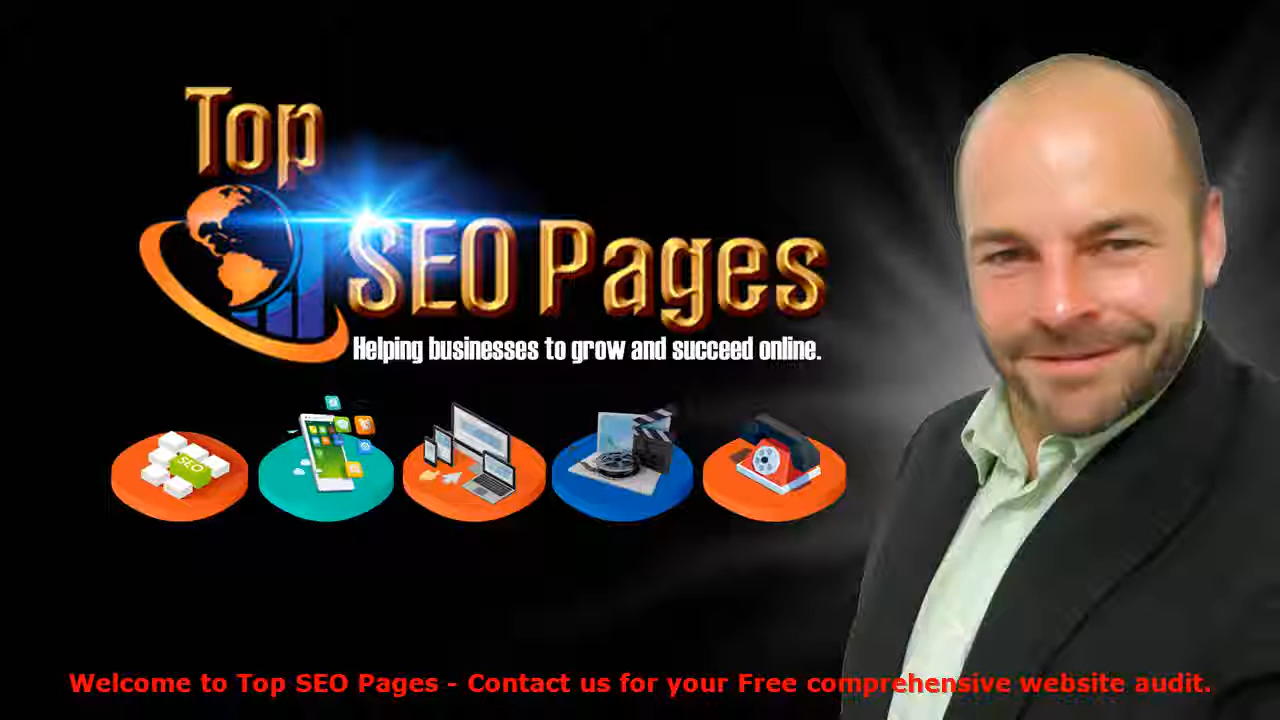 Top
SEO Pages
Helping businesses to grow and succeed online.
SEO
Welcome to Top SEO Pages - Contact us for your Free comprehensive website audit.